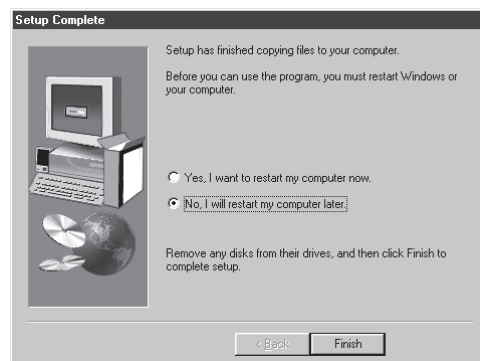 Setup Complete
Setup has finished copying files to your computer.
Before you can use the program, you must restart Windows or
your computer.
Yes, I want to restart my computer now.
No, I will restart my computer later.
Remove any disks from their drives, and then click Finish to
complete setup.
< Back
Finish